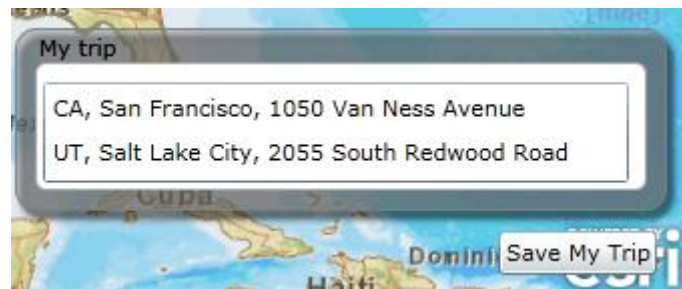 [mine]
My trip
CA, San Francisco, 1050 Van Ness Avenue
UT, Salt Lake City, 2055 South Redwood Road
Cuba
Save My Trip
Haiti
esri